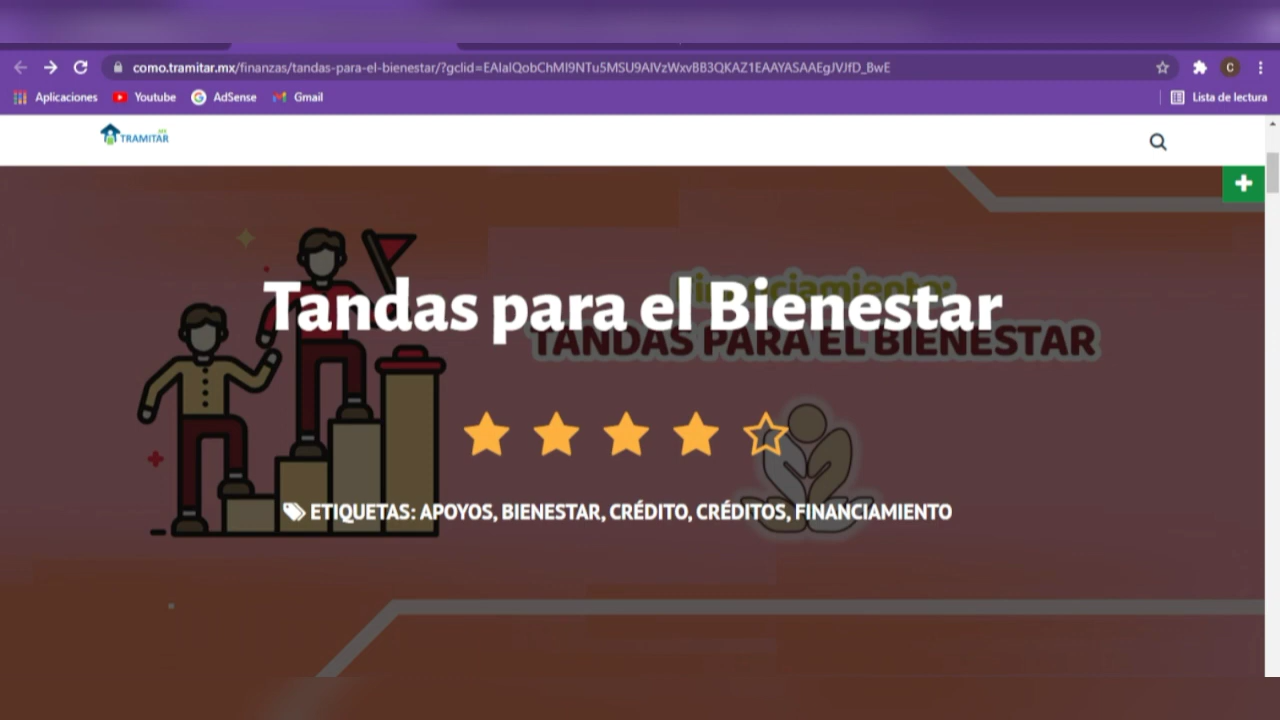 como.tramitar.mx/finanzas/tandas-para-el-bienestar/?gclid=EAIaIQobChMI9NTu5MSU9AIVzWxvBB3QKAZ1EAAYASAAEgJVJfD_BwE
C
Aplicaciones Youtube AdSense Gmail Lista de lectura
TRAMITAR
Financiamiento:
Tandas para el Bienestar
TANDAS PARA EL BIENESTAR
ETIQUETAS: APOYOS, BIENESTAR, CRÉDITO, CRÉDITOS, FINANCIAMIENTO